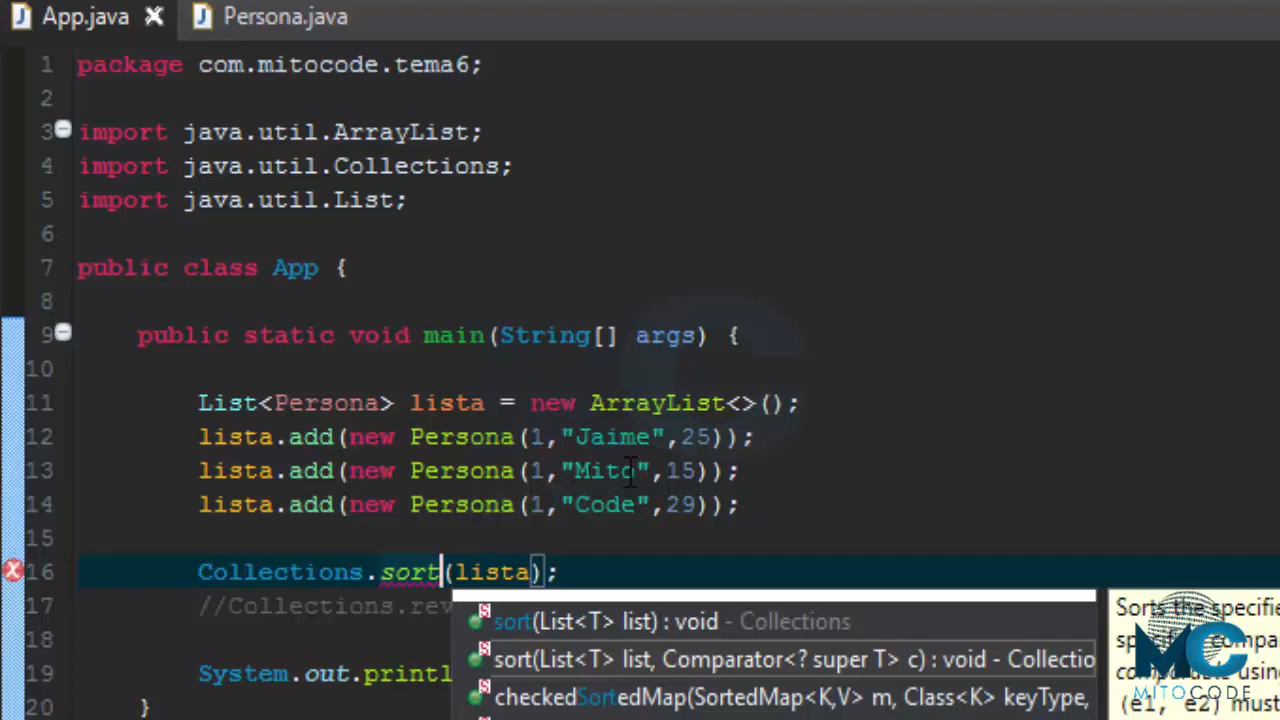 App.java
Persona.java
1 package com.mitocode.tema6;
2
3 import java.util.ArrayList;
4 import java.util.Collections;
5 import java.util.List;
6
7 public class App {
8
9 public static void main(String[] args) {
10
11 List<Persona> lista = new ArrayList<>();
12 lista.add(new Persona(1,"Jaime",25));
13 lista.add(new Persona(1,"Mito",15));
14 lista.add(new Persona(1,"Code",29));
15
16 Collections.sort(lista);
17 //Collections.rev
sort(List<T> list) : void - Collections
18
sort(List<T> list, Comparator<? super T> c) : void - Collectio
19 System.out.printl
checkedSortedMap(SortedMap<K,V> m, Class<K> keyType,
20 }
Sorts the specifie
(e1, e2) must
MC
MITOCODE